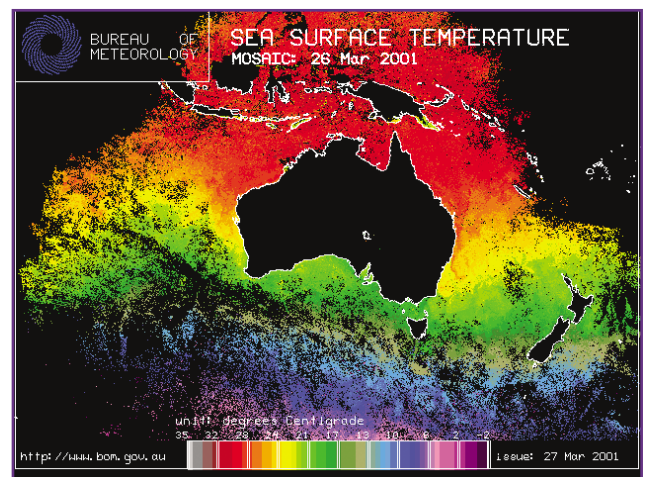 BUREAU OF
METEOROLOGY
SEA SURFACE TEMPERATURE
MOSAIC: 26 Mar 2001
unit: degrees Centigrade
35 32 28 24 21 17 13 10 6 2 -2
http://www.bom.gov.au
issue: 27 Mar 2001